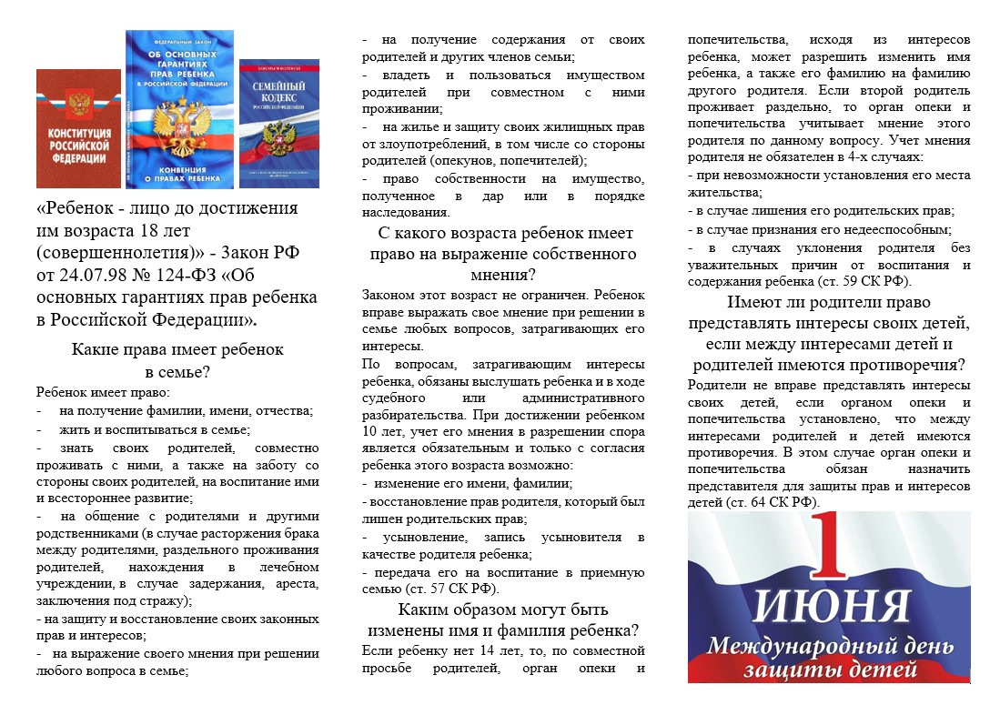 КОНСТИТУЦИЯ
РОССИЙСКОЙ
ФЕДЕРАЦИИ
ФЕДЕРАЛЬНЫЙ ЗАКОН
ОБ ОСНОВНЫХ
ГАРАНТИЯХ
ПРАВ РЕБЕНКА
В РОССИЙСКОЙ ФЕДЕРАЦИИ
КОНВЕНЦИЯ
О ПРАВАХ РЕБЕНКА
СЕМЕЙНЫЙ
КОДЕКС
РОССИЙСКОЙ ФЕДЕРАЦИИ
«Ребенок - лицо до достижения
им возраста 18 лет
(совершеннолетия)» - Закон РФ
от 24.07.98 № 124-ФЗ «Об
основных гарантиях прав ребенка
в Российской Федерации».
Какие права имеет ребенок
в семье?
Ребенок имеет право:
- на получение фамилии, имени, отчества;
- жить и воспитываться в семье;
- знать своих родителей, совместно
проживать с ними, а также на заботу со
стороны своих родителей, на воспитание ими
и всестороннее развитие;
- на общение с родителями и другими
родственниками (в случае расторжения брака
между родителями, раздельного проживания
родителей, нахождения в лечебном
учреждении, в случае задержания, ареста,
заключения под стражу);
- на защиту и восстановление своих законных
прав и интересов;
- на выражение своего мнения при решении
любого вопроса в семье;
- на получение содержания от своих
родителей и других членов семьи;
- владеть и пользоваться имуществом
родителей при совместном с ними
проживании;
- на жилье и защиту своих жилищных прав
от злоупотреблений, в том числе со стороны
родителей (опекунов, попечителей);
- право собственности на имущество,
полученное в дар или в порядке
наследования.
С какого возраста ребенок имеет
право на выражение собственного
мнения?
Законом этот возраст не ограничен. Ребенок
вправе выражать свое мнение при решении в
семье любых вопросов, затрагивающих его
интересы.
По вопросам, затрагивающим интересы
ребенка, обязаны выслушать ребенка и в ходе
судебного или административного
разбирательства. При достижении ребенком
10 лет, учет его мнения в разрешении спора
является обязательным и только с согласия
ребенка этого возраста возможно:
- изменение его имени, фамилии;
- восстановление прав родителя, который был
лишен родительских прав;
- усыновление, запись усыновителя в
качестве родителя ребенка;
- передача его на воспитание в приемную
семью (ст. 57 СК РФ).
Каким образом могут быть
изменены имя и фамилия ребенка?
Если ребенку нет 14 лет, то, по совместной
просьбе родителей, орган опеки и
попечительства, исходя из интересов
ребенка, может разрешить изменить имя
ребенка, а также его фамилию на фамилию
другого родителя. Если второй родитель
проживает раздельно, то орган опеки и
попечительства учитывает мнение этого
родителя по данному вопросу. Учет мнения
родителя не обязателен в 4-х случаях:
- при невозможности установления его места
жительства;
- в случае лишения его родительских прав;
- в случае признания его недееспособным;
- в случаях уклонения родителя без
уважительных причин от воспитания и
содержания ребенка (ст. 59 СК РФ).
Имеют ли родители право
представлять интересы своих детей,
если между интересами детей и
родителей имеются противоречия?
Родители не вправе представлять интересы
своих детей, если органом опеки и
попечительства установлено, что между
интересами родителей и детей имеются
противоречия. В этом случае орган опеки и
попечительства обязан назначить
представителя для защиты прав и интересов
детей (ст. 64 СК РФ).
1
ИЮНЯ
Международный день
защиты детей